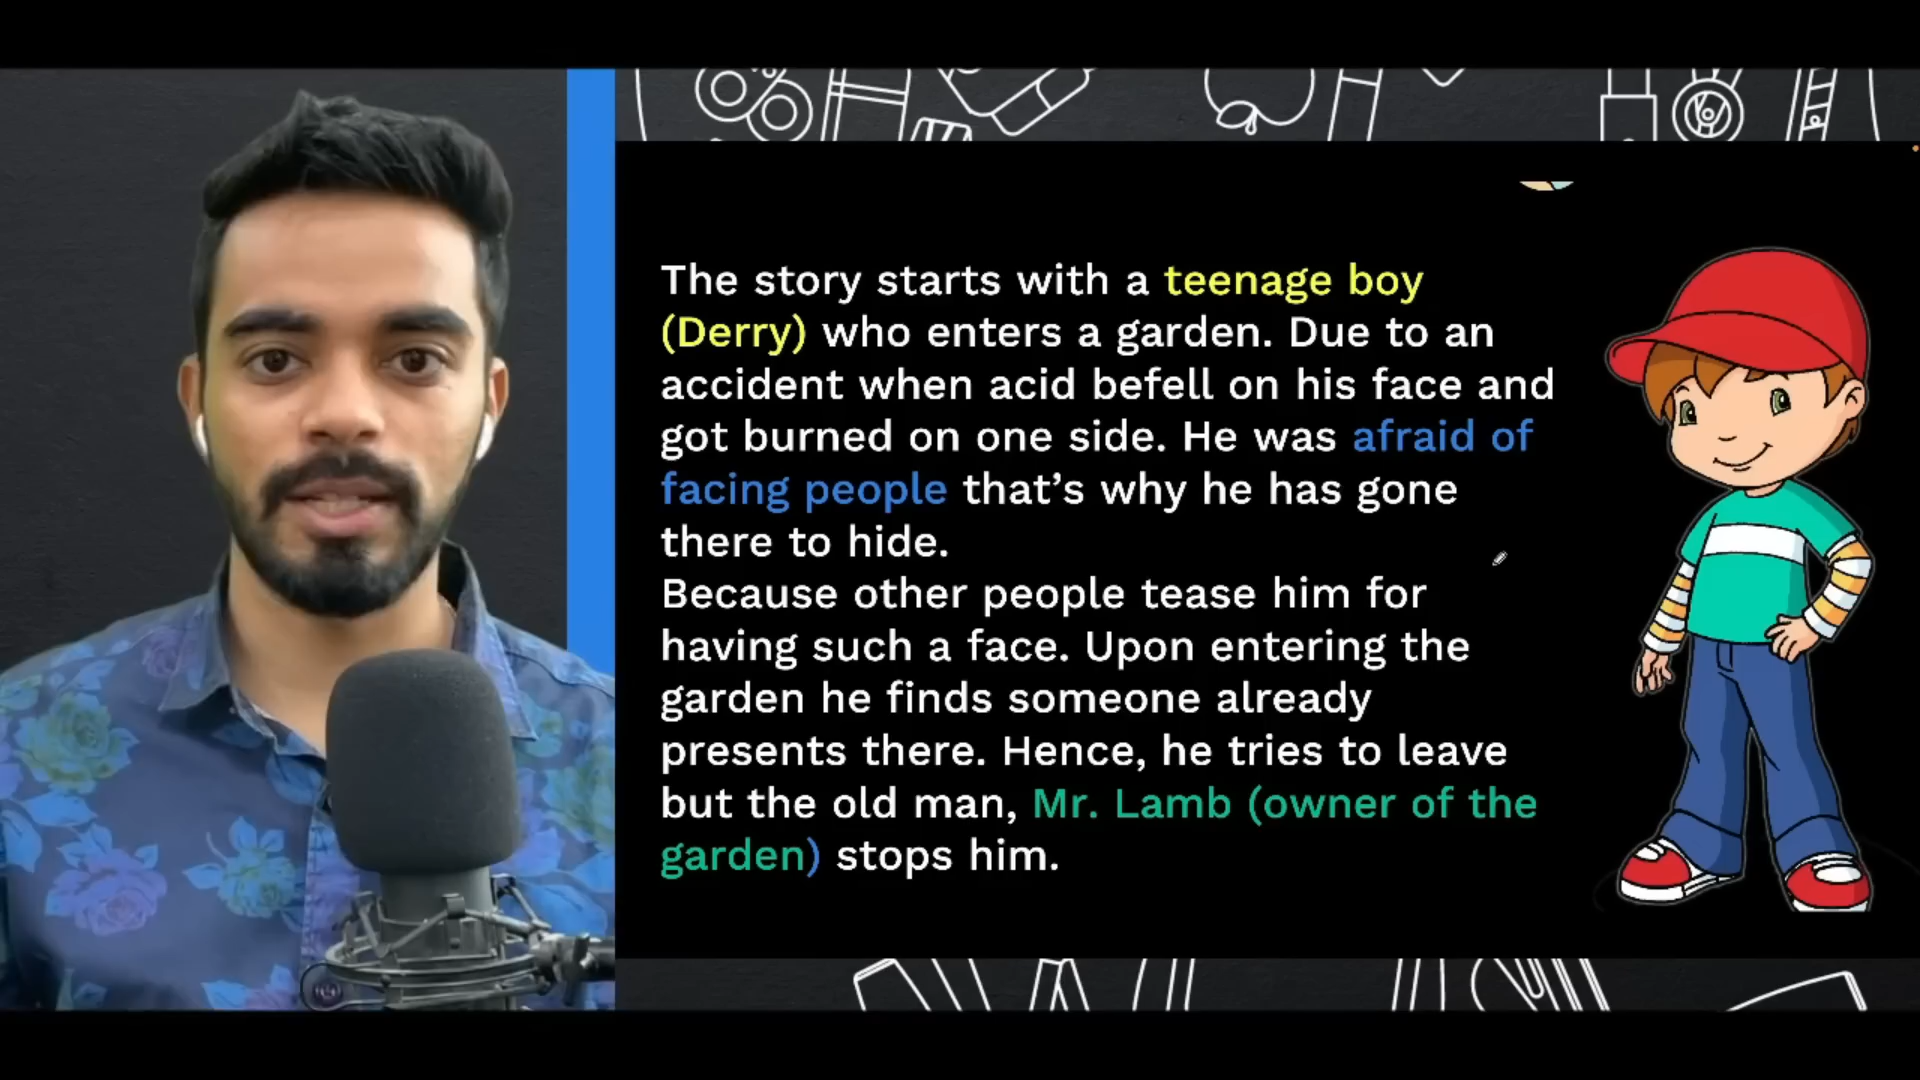 The story starts with a teenage boy
(Derry) who enters a garden. Due to an
accident when acid befell on his face and
got burned on one side. He was afraid of
facing people that’s why he has gone
there to hide.
Because other people tease him for
having such a face. Upon entering the
garden he finds someone already
presents there. Hence, he tries to leave
but the old man, Mr. Lamb (owner of the
garden) stops him.